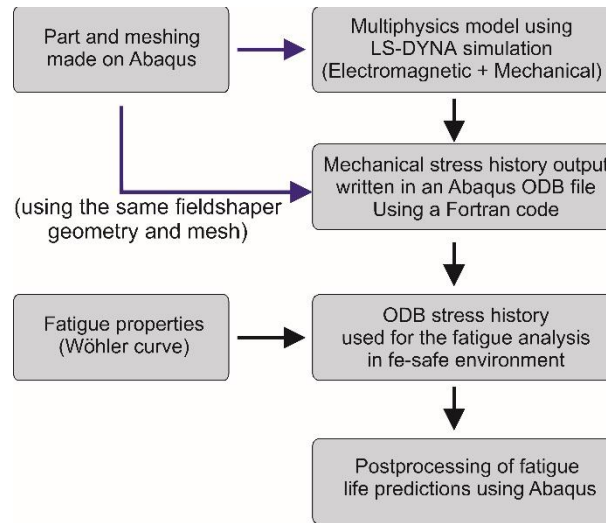 Part and meshing
made on Abaqus
Multiphysics model using
LS-DYNA simulation
(Electromagnetic + Mechanical)
Mechanical stress history output
written in an Abaqus ODB file
Using a Fortran code
(using the same fieldshaper
geometry and mesh)
Fatigue properties
(Wöhler curve)
ODB stress history
used for the fatigue analysis
in fe-safe environment
Postprocessing of fatigue
life predictions using Abaqus